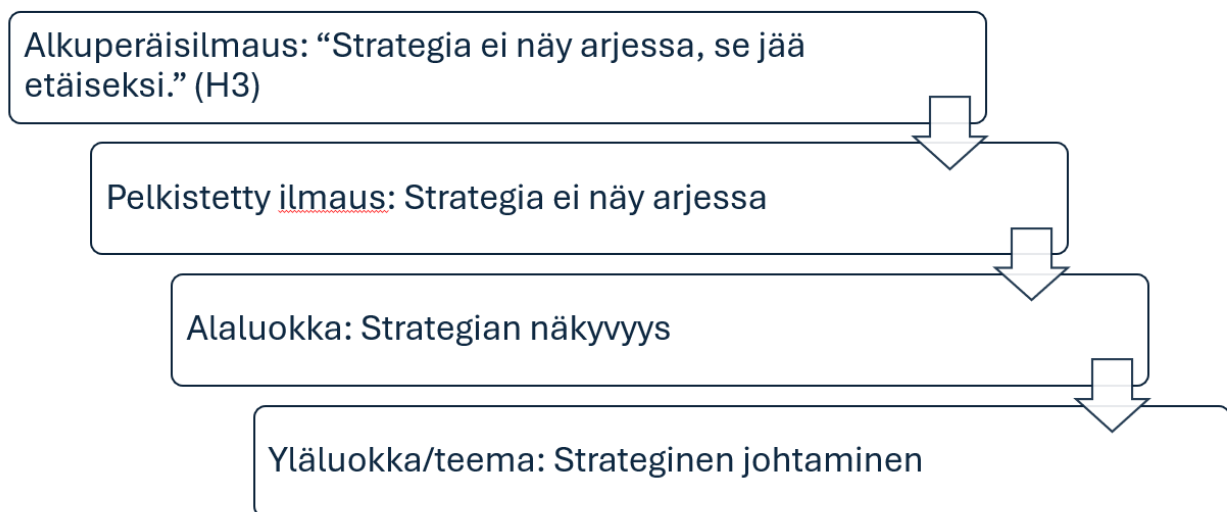 Alkuperäisilmaus: “Strategia ei näy arjessa, se jää
etäiseksi.” (H3)
Pelkistetty ilmaus: Strategia ei näy arjessa
Alaluokka: Strategian näkyvyys
Yläluokka/teema: Strateginen johtaminen